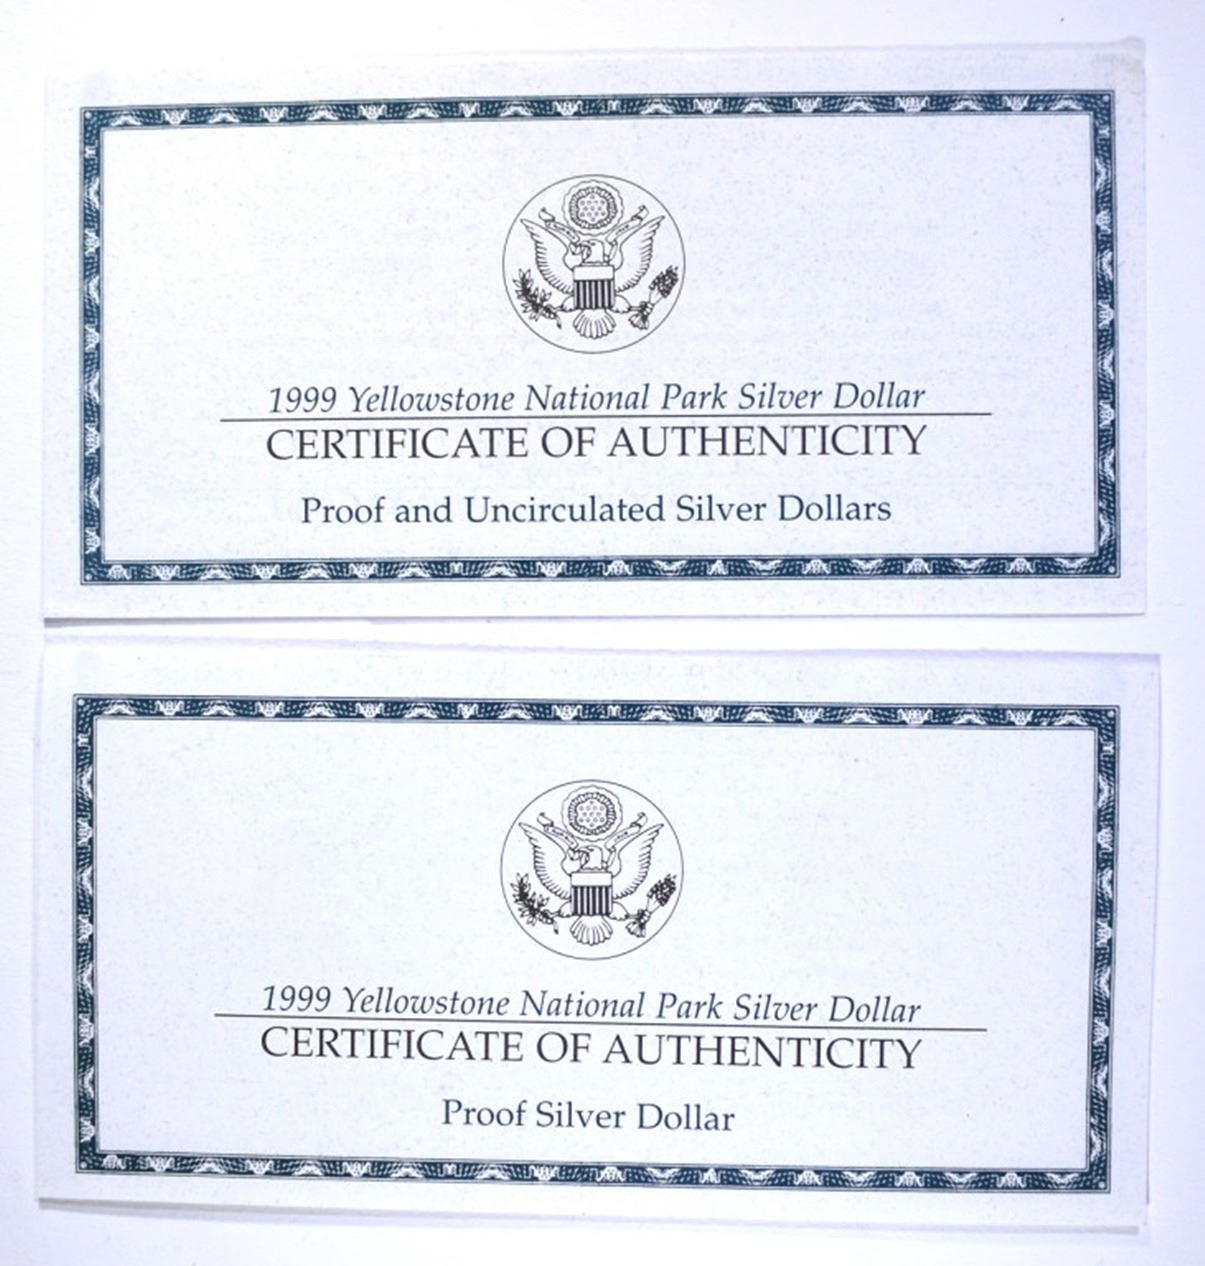 1999 Yellowstone National Park Silver Dollar
CERTIFICATE OF AUTHENTICITY
Proof and Uncirculated Silver Dollars
1999 Yellowstone National Park Silver Dollar
CERTIFICATE OF AUTHENTICITY
Proof Silver Dollar